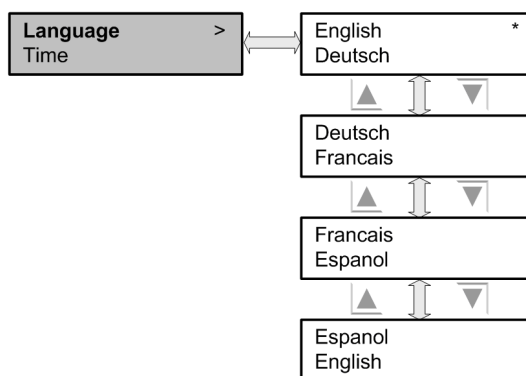 Language >
Time
English *
Deutsch
Deutsch
Francais
Francais
Espanol
Espanol
English